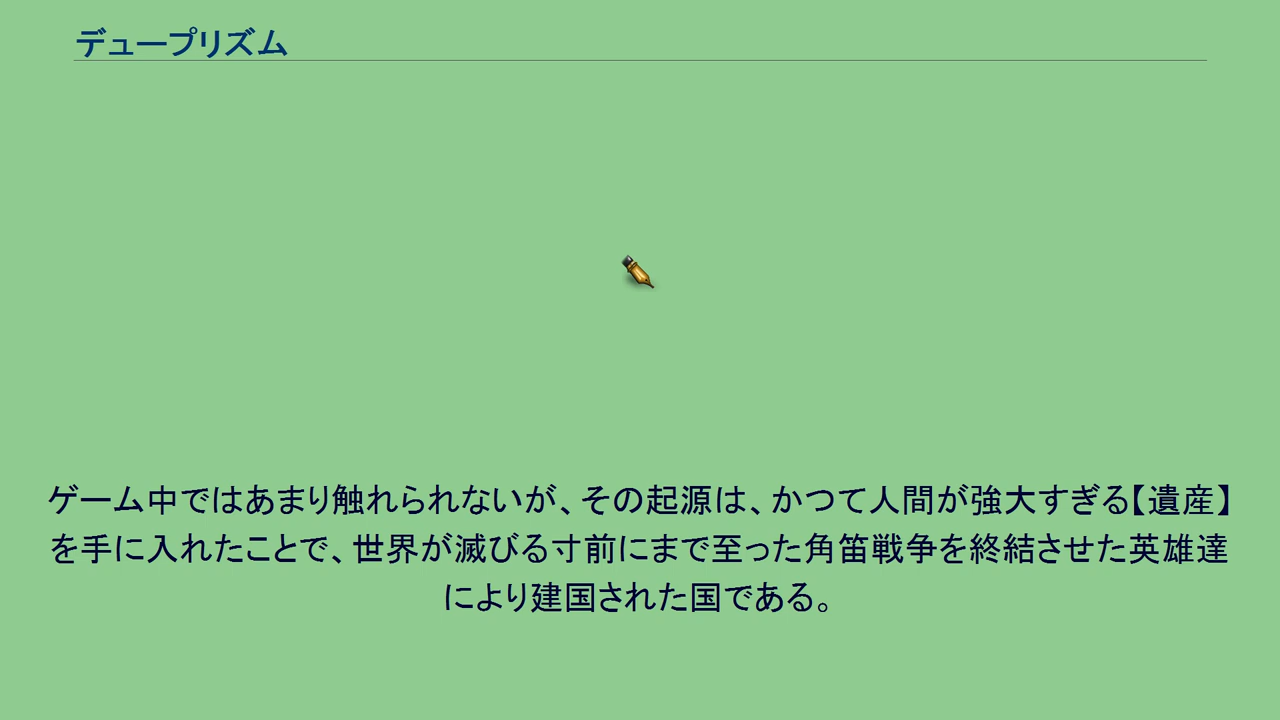 デュープリズム
ゲーム中ではあまり触れられないが、その起源は、かつて人間が強大すぎる【遺産】
を手に入れたことで、世界が滅びる寸前にまで至った角笛戦争を終結させた英雄達
により建国された国である。